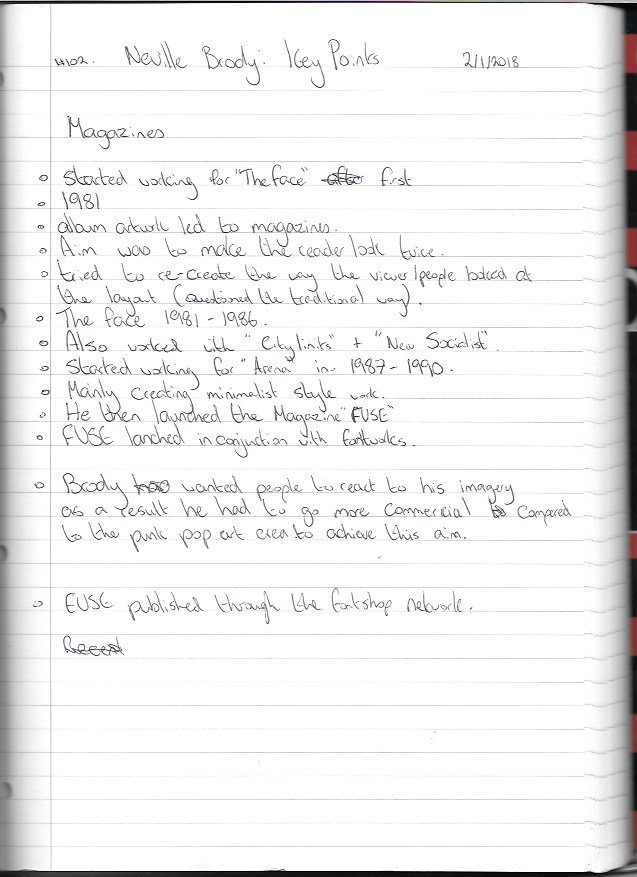 #102. Neville Brody: Key Points 2/1/2018
Magazines
Started working for "The face" after first
1981
album artwork led to magazines.
Aim was to make the reader look twice.
tried to re-create the way the viewer/people looked at
the layout (questioned the traditional way).
The face 1981 - 1986.
Also worked with "City links" + "New Socialist".
Started working for "Arena" in 1987 - 1990.
Mainly creating minimalist style work.
He then launched the Magazine "FUSE"
FUSE lanched in conjunction with fontworks.
Brody wanted people to react to his imagery
as a result he had to go more commercial to compared
to the punk pop art area to achieve this aim.
FUSE published through the fontshop network.
Recent